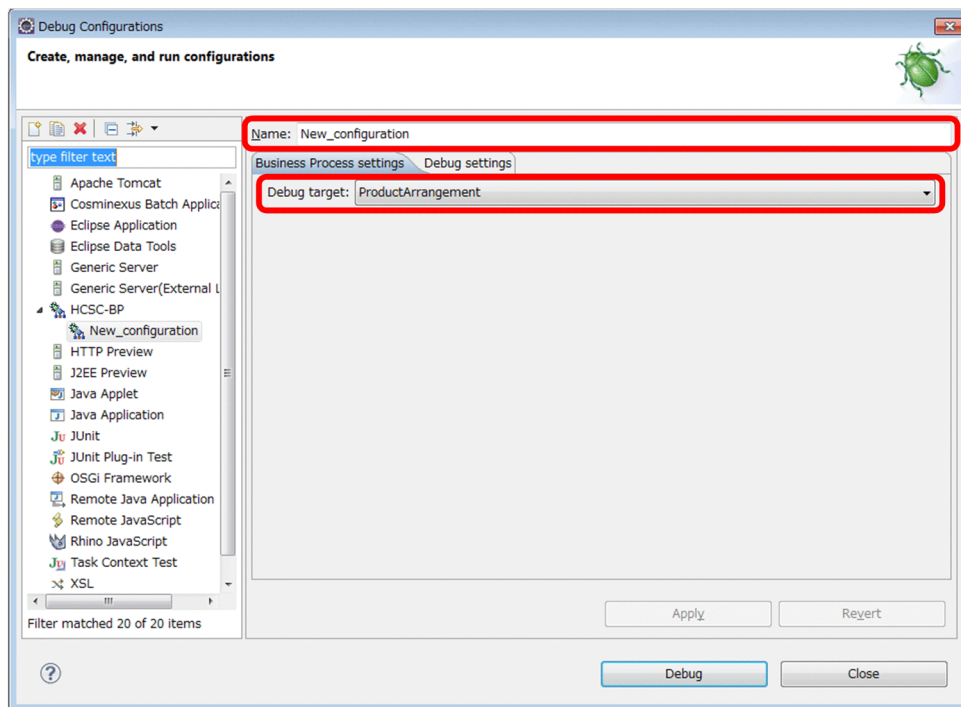 Debug Configurations
Create, manage, and run configurations
type filter text
Apache Tomcat
Cosminexus Batch Applica
Eclipse Application
Eclipse Data Tools
Generic Server
Generic Server(External L
HCSC-BP
New_configuration
HTTP Preview
J2EE Preview
Java Applet
Java Application
JUnit
JUnit Plug-in Test
OSGi Framework
Remote Java Application
Remote JavaScript
Rhino JavaScript
Task Context Test
XSL
Filter matched 20 of 20 items
Name: New_configuration
Business Process settings Debug settings
Debug target: ProductArrangement
Apply Revert
Debug Close